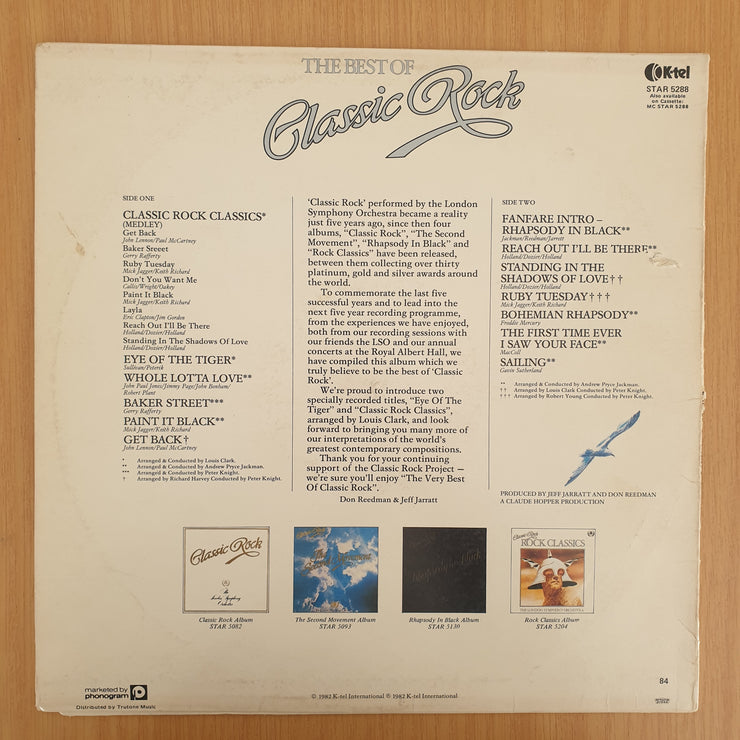 THE BEST OF
Classic Rock
K-tel
STAR 5288
Also available
on Cassette:
MC STAR 5288
SIDE ONE
CLASSIC ROCK CLASSICS*
(MEDLEY)
Get Back
John Lennon/Paul McCartney
Baker Street
Gerry Rafferty
Ruby Tuesday
Mick Jagger/Keith Richard
Don't You Want Me
Callis/Wright/Oakey
Paint It Black
Mick Jagger/Keith Richard
Layla
Eric Clapton/Jim Gordon
Reach Out I'll Be There
Holland/Dozier/Holland
Standing In The Shadows Of Love
Holland/Dozier/Holland
EYE OF THE TIGER*
Sullivan/Peterik
WHOLE LOTTA LOVE**
John Paul Jones/Jimmy Page/John Bonham/
Robert Plant
BAKER STREET***
Gerry Rafferty
PAINT IT BLACK**
Mick Jagger/Keith Richard
GET BACK†
John Lennon/Paul McCartney
* Arranged & Conducted by Louis Clark.
** Arranged & Conducted by Andrew Pryce Jackman.
*** Arranged & Conducted by Peter Knight.
† Arranged by Richard Harvey Conducted by Peter Knight.
'Classic Rock' performed by the London
Symphony Orchestra became a reality
just five years ago, since then four
albums, "Classic Rock", "The Second
Movement", "Rhapsody In Black" and
"Rock Classics" have been released,
between them collecting over thirty
platinum, gold and silver awards around
the world.
To commemorate the last five
successful years and to lead into the
next five year recording programme,
from the experiences we have enjoyed,
both from our recording sessions with
our friends the LSO and our annual
concerts at the Royal Albert Hall, we
have compiled this album which we
truly believe to be the best of 'Classic
Rock'.
We're proud to introduce two
specially recorded titles, "Eye Of The
Tiger" and "Classic Rock Classics",
arranged by Louis Clark, and look
forward to bringing you many more of
our interpretations of the world's
greatest contemporary compositions.
Thank you for your continuing
support of the Classic Rock Project —
we're sure you'll enjoy "The Very Best
Of Classic Rock".
Don Reedman & Jeff Jarratt
SIDE TWO
FANFARE INTRO –
RHAPSODY IN BLACK**
Jackman/Reedman/Jarrett
REACH OUT I'LL BE THERE**
Holland/Dozier/Holland
STANDING IN THE
SHADOWS OF LOVE††
Holland/Dozier/Holland
RUBY TUESDAY†††
Mick Jagger/Keith Richard
BOHEMIAN RHAPSODY**
Freddie Mercury
THE FIRST TIME EVER
I SAW YOUR FACE**
MacColl
SAILING**
Gavin Sutherland
** Arranged & Conducted by Andrew Pryce Jackman.
†† Arranged by Louis Clark Conducted by Peter Knight.
††† Arranged by Robert Young Conducted by Peter Knight.
PRODUCED BY JEFF JARRATT AND DON REEDMAN
A CLAUDE HOPPER PRODUCTION
Classic Rock
the London Symphony
Orchestra
The
Second Movement
Rhapsody in Black
Classic Rock
ROCK CLASSICS
THE LONDON SYMPHONY ORCHESTRA
Classic Rock Album
STAR 5082
The Second Movement Album
STAR 5093
Rhapsody In Black Album
STAR 5130
Rock Classics Album
STAR 5204
marketed by
phonogram
Distributed by Trutone Music
© 1982 K-tel International ℗ 1982 K-tel International
84